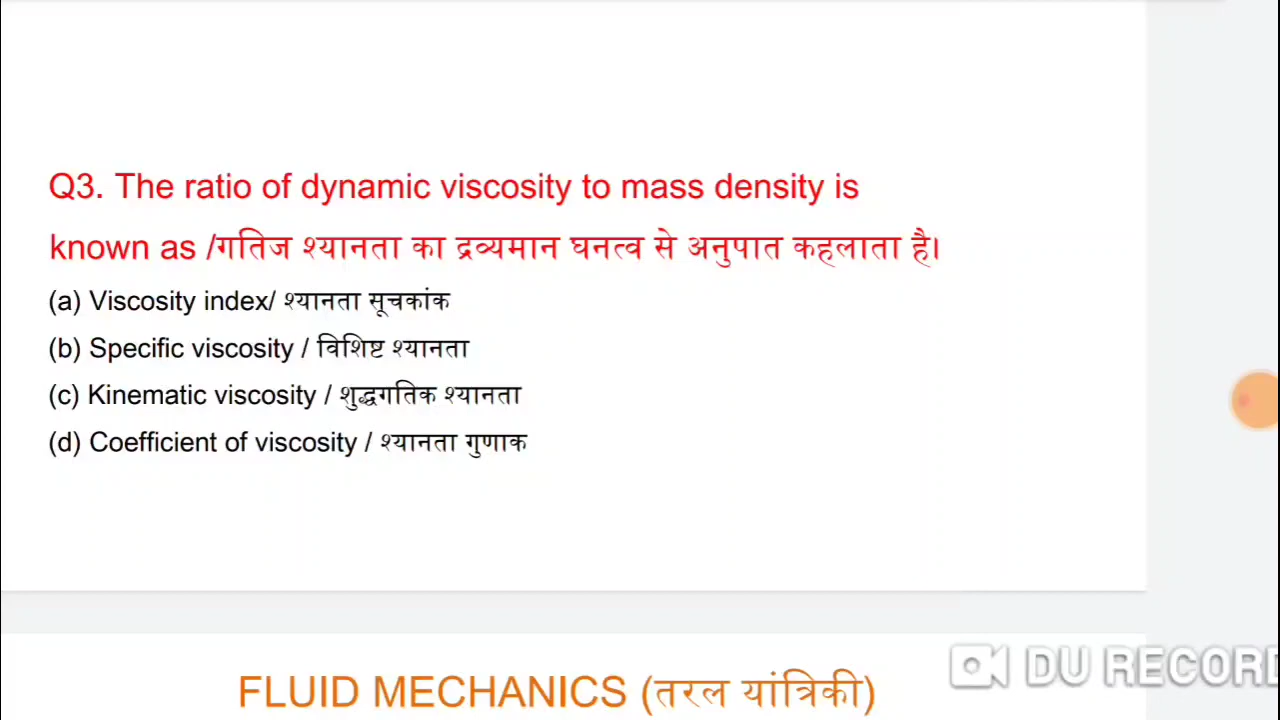 Q3. The ratio of dynamic viscosity to mass density is
known as /गतिज श्यानता का द्रव्यमान घनत्व से अनुपात कहलाता है।
(a) Viscosity index/ श्यानता सूचकांक
(b) Specific viscosity / विशिष्ट श्यानता
(c) Kinematic viscosity / शुद्धगतिक श्यानता
(d) Coefficient of viscosity / श्यानता गुणाक
DU RECORD
FLUID MECHANICS (तरल यांत्रिकी)